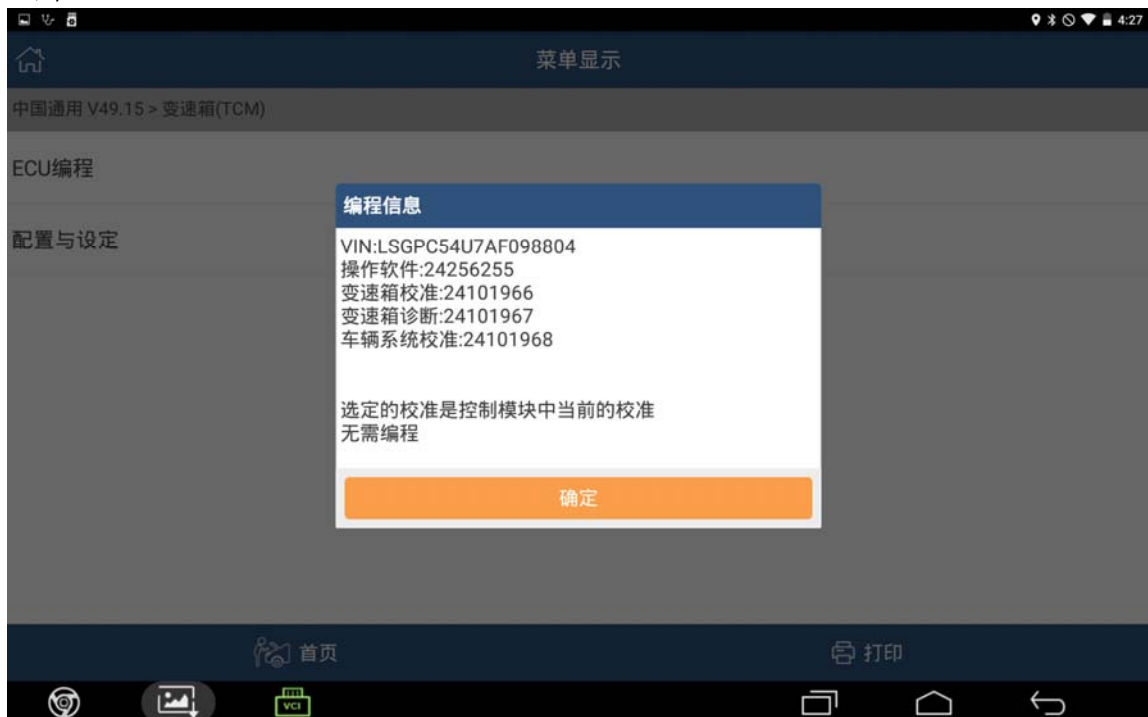 4:27
菜单显示
中国通用 V49.15 > 变速箱(TCM)
ECU编程
配置与设定
编程信息
VIN:LSGPC54U7AF098804
操作软件:24256255
变速箱校准:24101966
变速箱诊断:24101967
车辆系统校准:24101968
选定的校准是控制模块中当前的校准
无需编程
确定
首页
打印
VCI